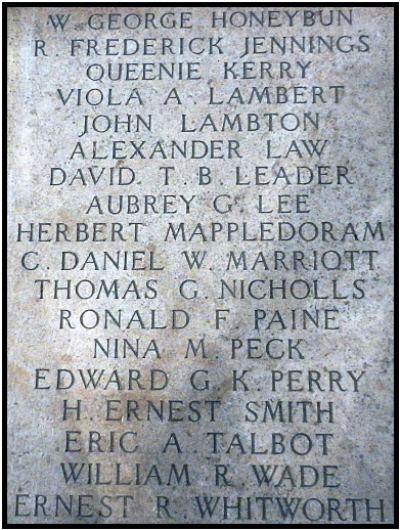 W. GEORGE HONEYBUN
R. FREDERICK JENNINGS
QUEENIE KERRY
VIOLA A. LAMBERT
JOHN LAMBTON
ALEXANDER LAW
DAVID T. B. LEADER
AUBREY G. LEE
HERBERT MAPPLEDORAM
C. DANIEL W. MARRIOTT
THOMAS G. NICHOLLS
RONALD F. PAINE
NINA M. PECK
EDWARD G. K. PERRY
H. ERNEST SMITH
ERIC A. TALBOT
WILLIAM R. WADE
ERNEST R. WHITWORTH